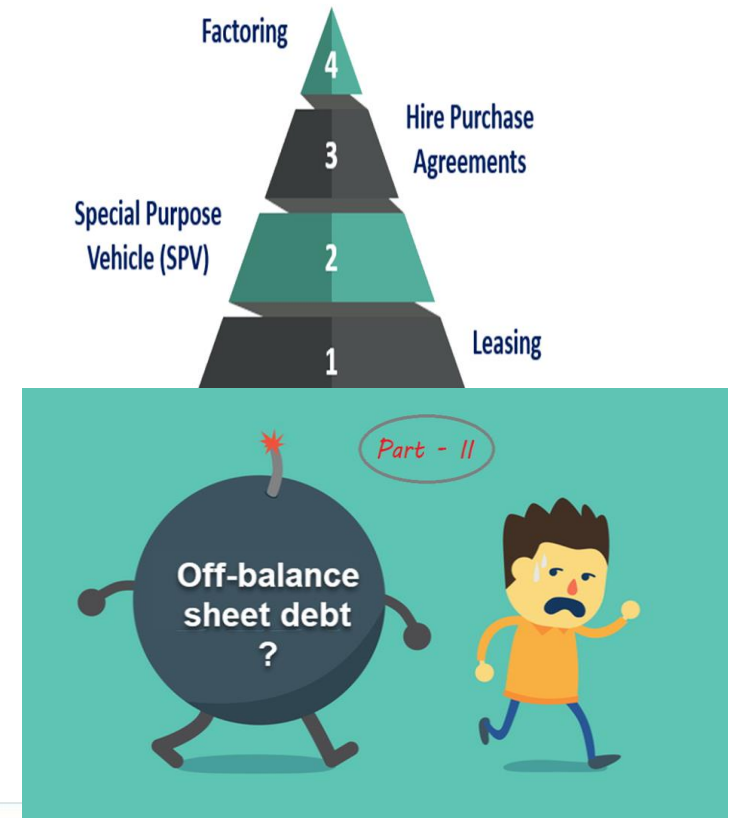 Factoring
4
Hire Purchase
Agreements
3
Special Purpose
Vehicle (SPV)
2
Leasing
1
Part - II
Off-balance
sheet debt
?